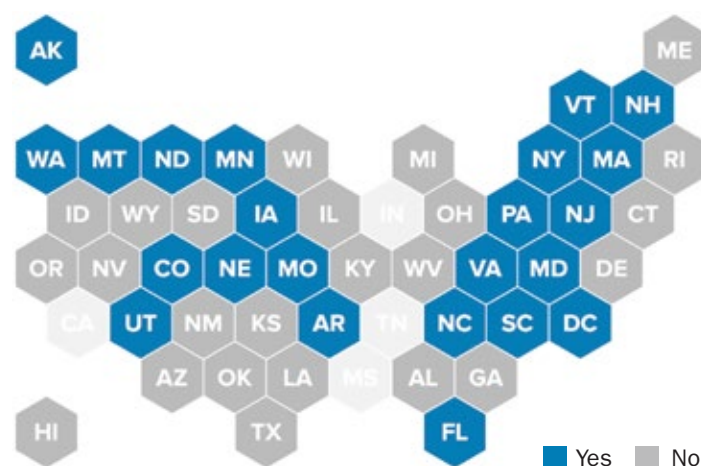 AK ME
VT NH
WA MT ND MN WI MI NY MA RI
ID WY SD IA IL IN OH PA NJ CT
OR NV CO NE MO KY WV VA MD DE
CA UT NM KS AR TN NC SC DC
AZ OK LA MS AL GA
HI TX FL
Yes No